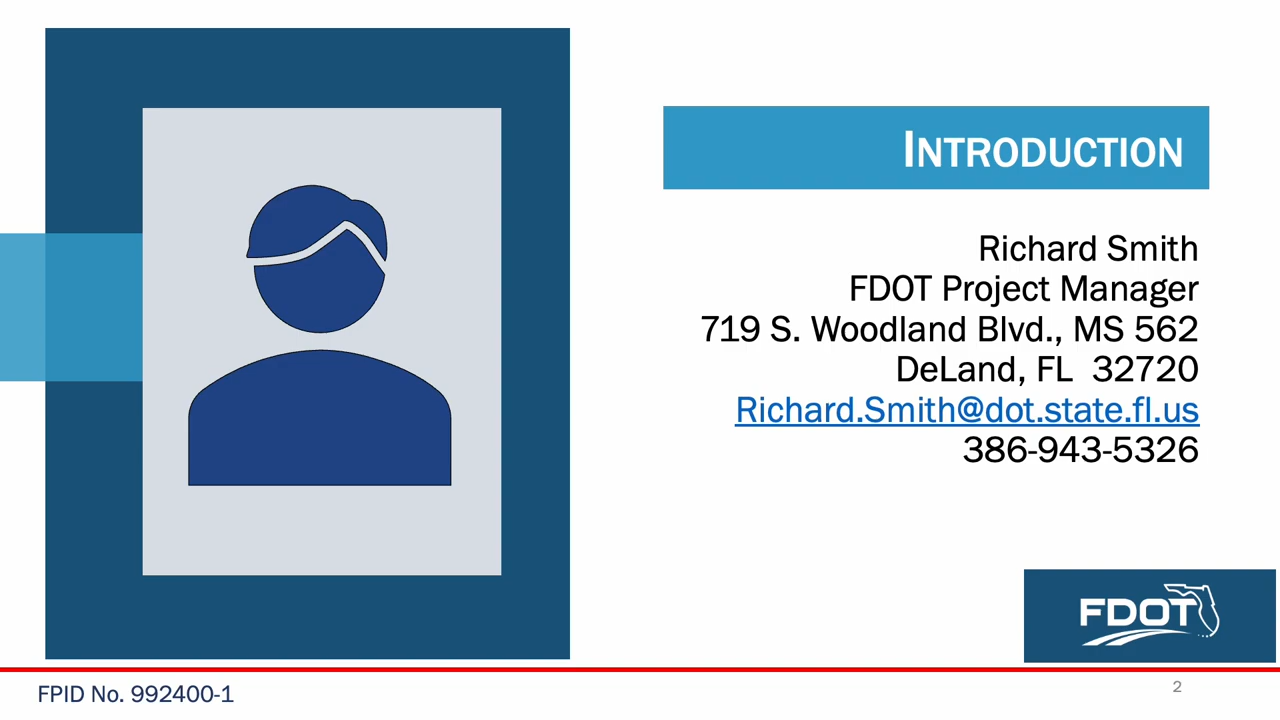 INTRODUCTION
Richard Smith
FDOT Project Manager
719 S. Woodland Blvd., MS 562
DeLand, FL  32720
Richard.Smith@dot.state.fl.us
386-943-5326
FDOT
FPID No. 992400-1
2